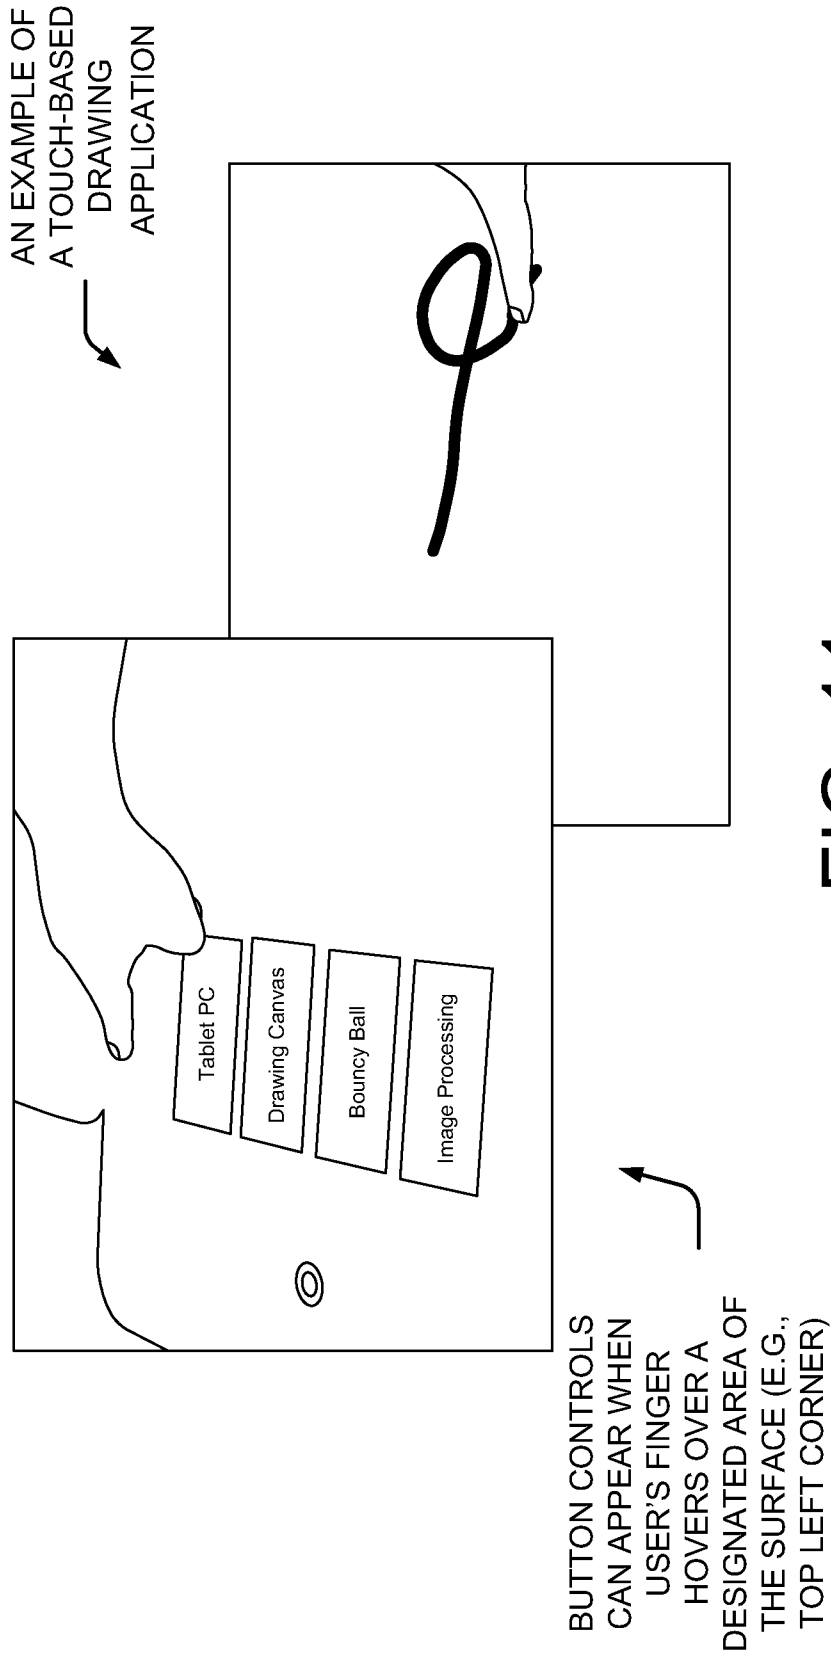 AN EXAMPLE OF
A TOUCH-BASED
DRAWING
APPLICATION
Tablet PC
Drawing Canvas
Bouncy Ball
Image Processing
BUTTON CONTROLS
CAN APPEAR WHEN
USER'S FINGER
HOVERS OVER A
DESIGNATED AREA OF
THE SURFACE (E.G.,
TOP LEFT CORNER)